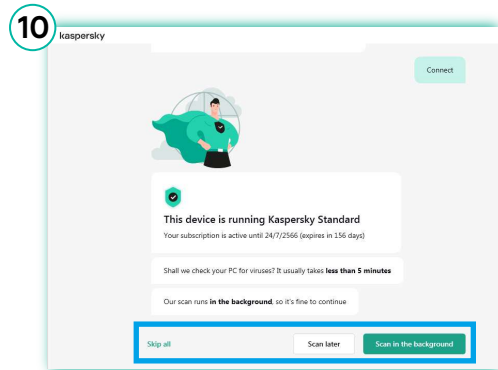 10
kaspersky
Connect
This device is running Kaspersky Standard
Your subscription is active until 24/7/2566 (expires in 156 days)
Shall we check your PC for viruses? It usually takes less than 5 minutes
Our scan runs in the background, so it's fine to continue
Skip all
Scan later
Scan in the background